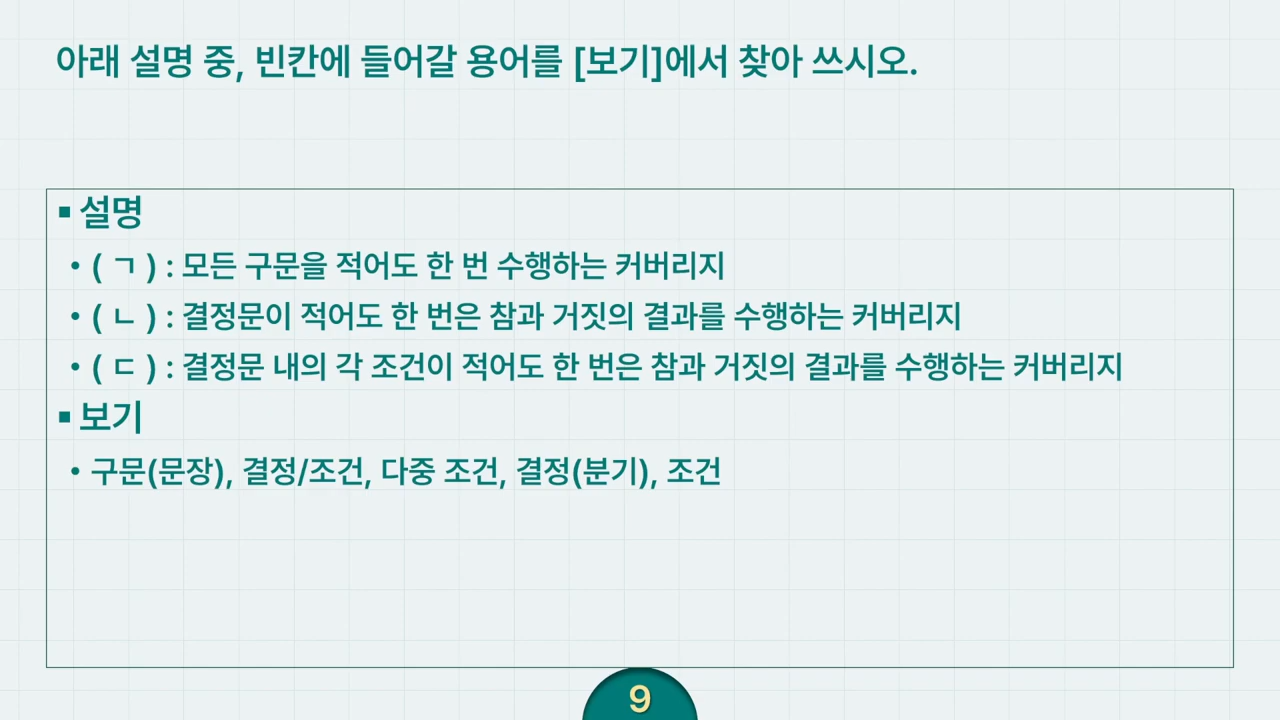 아래 설명 중, 빈칸에 들어갈 용어를 [보기]에서 찾아 쓰시오.
▪ 설명
• ( ㄱ ) : 모든 구문을 적어도 한 번 수행하는 커버리지
• ( ㄴ ) : 결정문이 적어도 한 번은 참과 거짓의 결과를 수행하는 커버리지
• ( ㄷ ) : 결정문 내의 각 조건이 적어도 한 번은 참과 거짓의 결과를 수행하는 커버리지
▪ 보기
• 구문(문장), 결정/조건, 다중 조건, 결정(분기), 조건
9